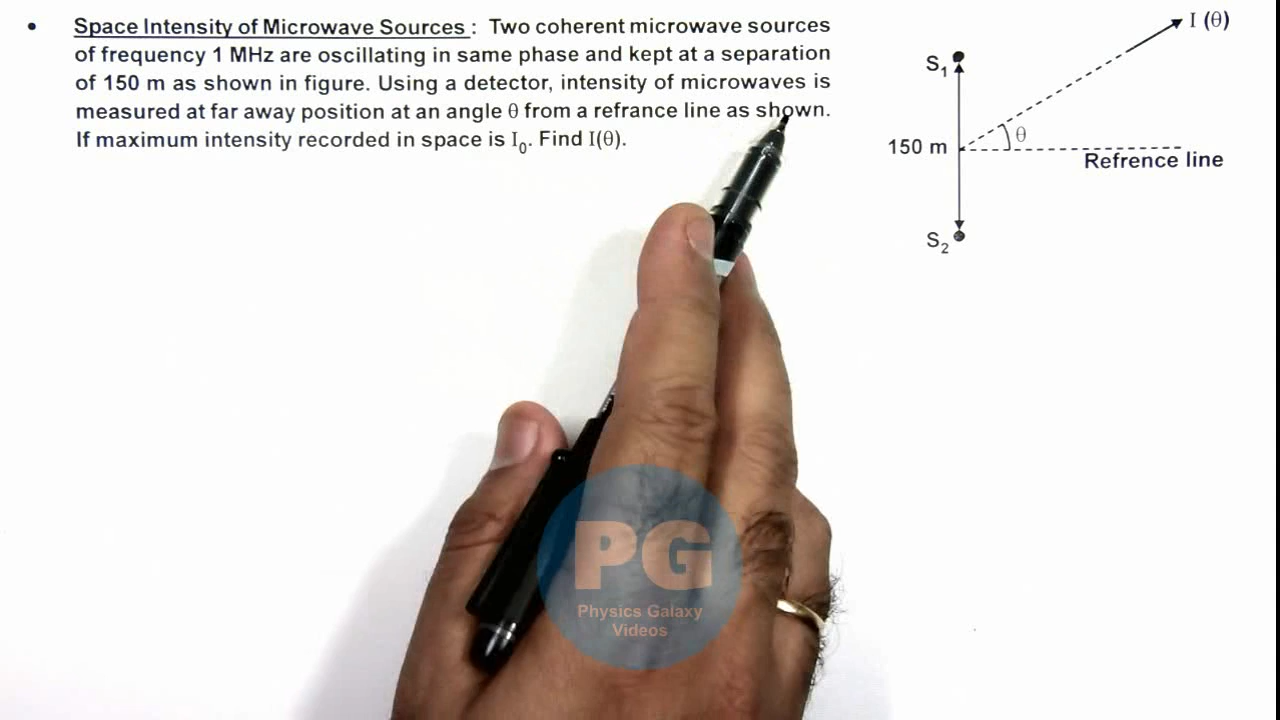 Space Intensity of Microwave Sources : Two coherent microwave sources
of frequency 1 MHz are oscillating in same phase and kept at a separation
of 150 m as shown in figure. Using a detector, intensity of microwaves is
measured at far away position at an angle θ from a refrance line as shown.
If maximum intensity recorded in space is I₀. Find I(θ).
I (θ)
S₁
θ
150 m
Refrence line
S₂
PG
Physics Galaxy
Videos